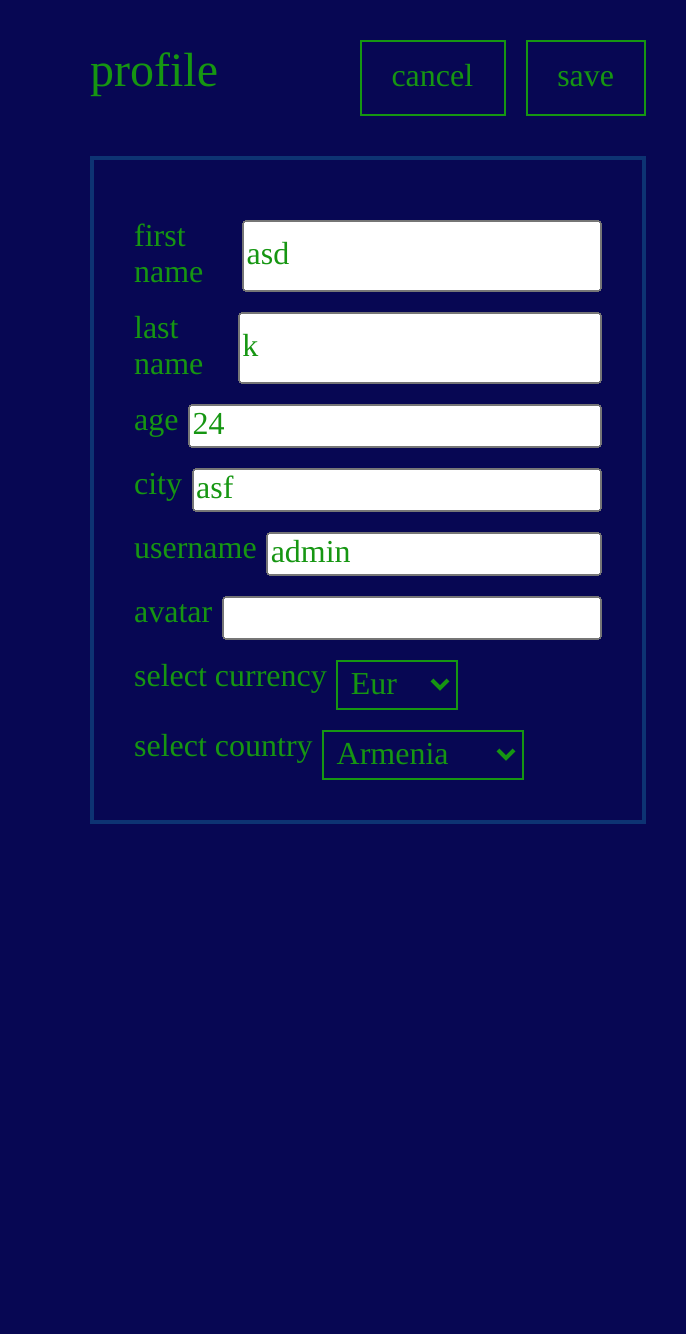 profile
cancel
save
first
name
asd
last
name
k
age
24
city
asf
username
admin
avatar
select currency
Eur
select country
Armenia